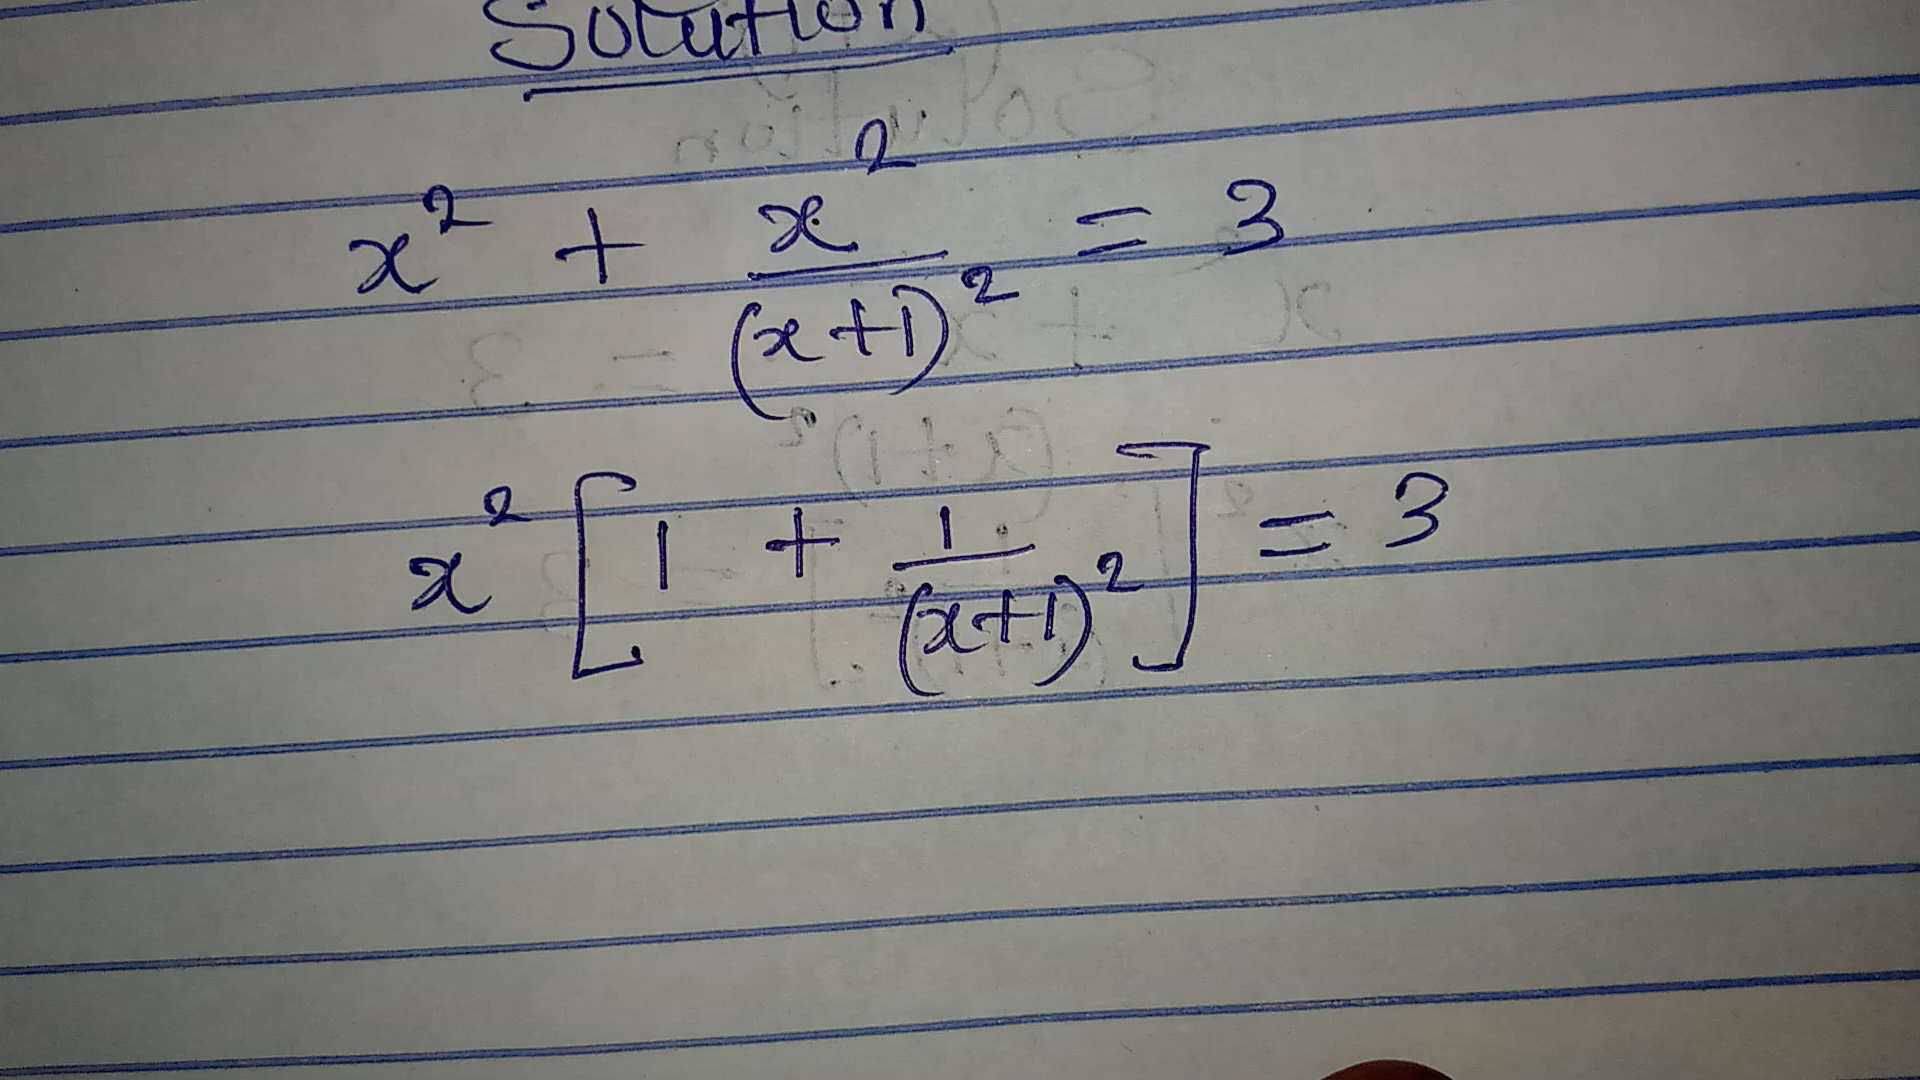 Solution
x² + x²/(x+1)² = 3
x² [1 + 1/(x+1)²] = 3